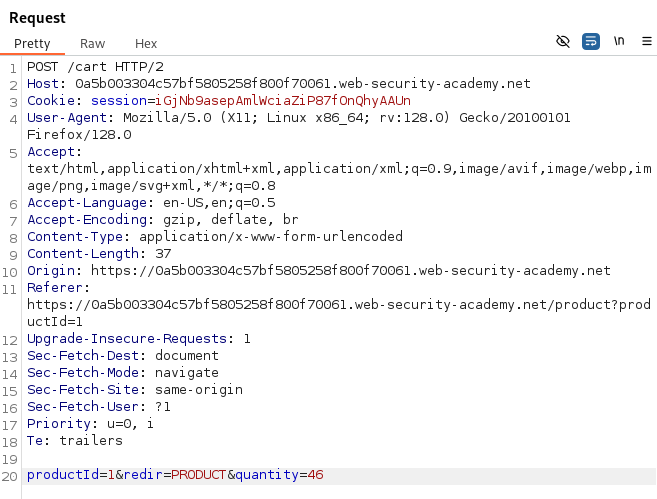 Request
Pretty Raw Hex \n
1 POST /cart HTTP/2
2 Host: 0a5b003304c57bf5805258f800f70061.web-security-academy.net
3 Cookie: session=iGjNb9asepAmlWciaZiP87fOnQhyAAUn
4 User-Agent: Mozilla/5.0 (X11; Linux x86_64; rv:128.0) Gecko/20100101
Firefox/128.0
5 Accept:
text/html,application/xhtml+xml,application/xml;q=0.9,image/avif,image/webp,im
age/png,image/svg+xml,*/*;q=0.8
6 Accept-Language: en-US,en;q=0.5
7 Accept-Encoding: gzip, deflate, br
8 Content-Type: application/x-www-form-urlencoded
9 Content-Length: 37
10 Origin: https://0a5b003304c57bf5805258f800f70061.web-security-academy.net
11 Referer:
https://0a5b003304c57bf5805258f800f70061.web-security-academy.net/product?prod
uctId=1
12 Upgrade-Insecure-Requests: 1
13 Sec-Fetch-Dest: document
14 Sec-Fetch-Mode: navigate
15 Sec-Fetch-Site: same-origin
16 Sec-Fetch-User: ?1
17 Priority: u=0, i
18 Te: trailers
19
20 productId=1&redir=PRODUCT&quantity=46